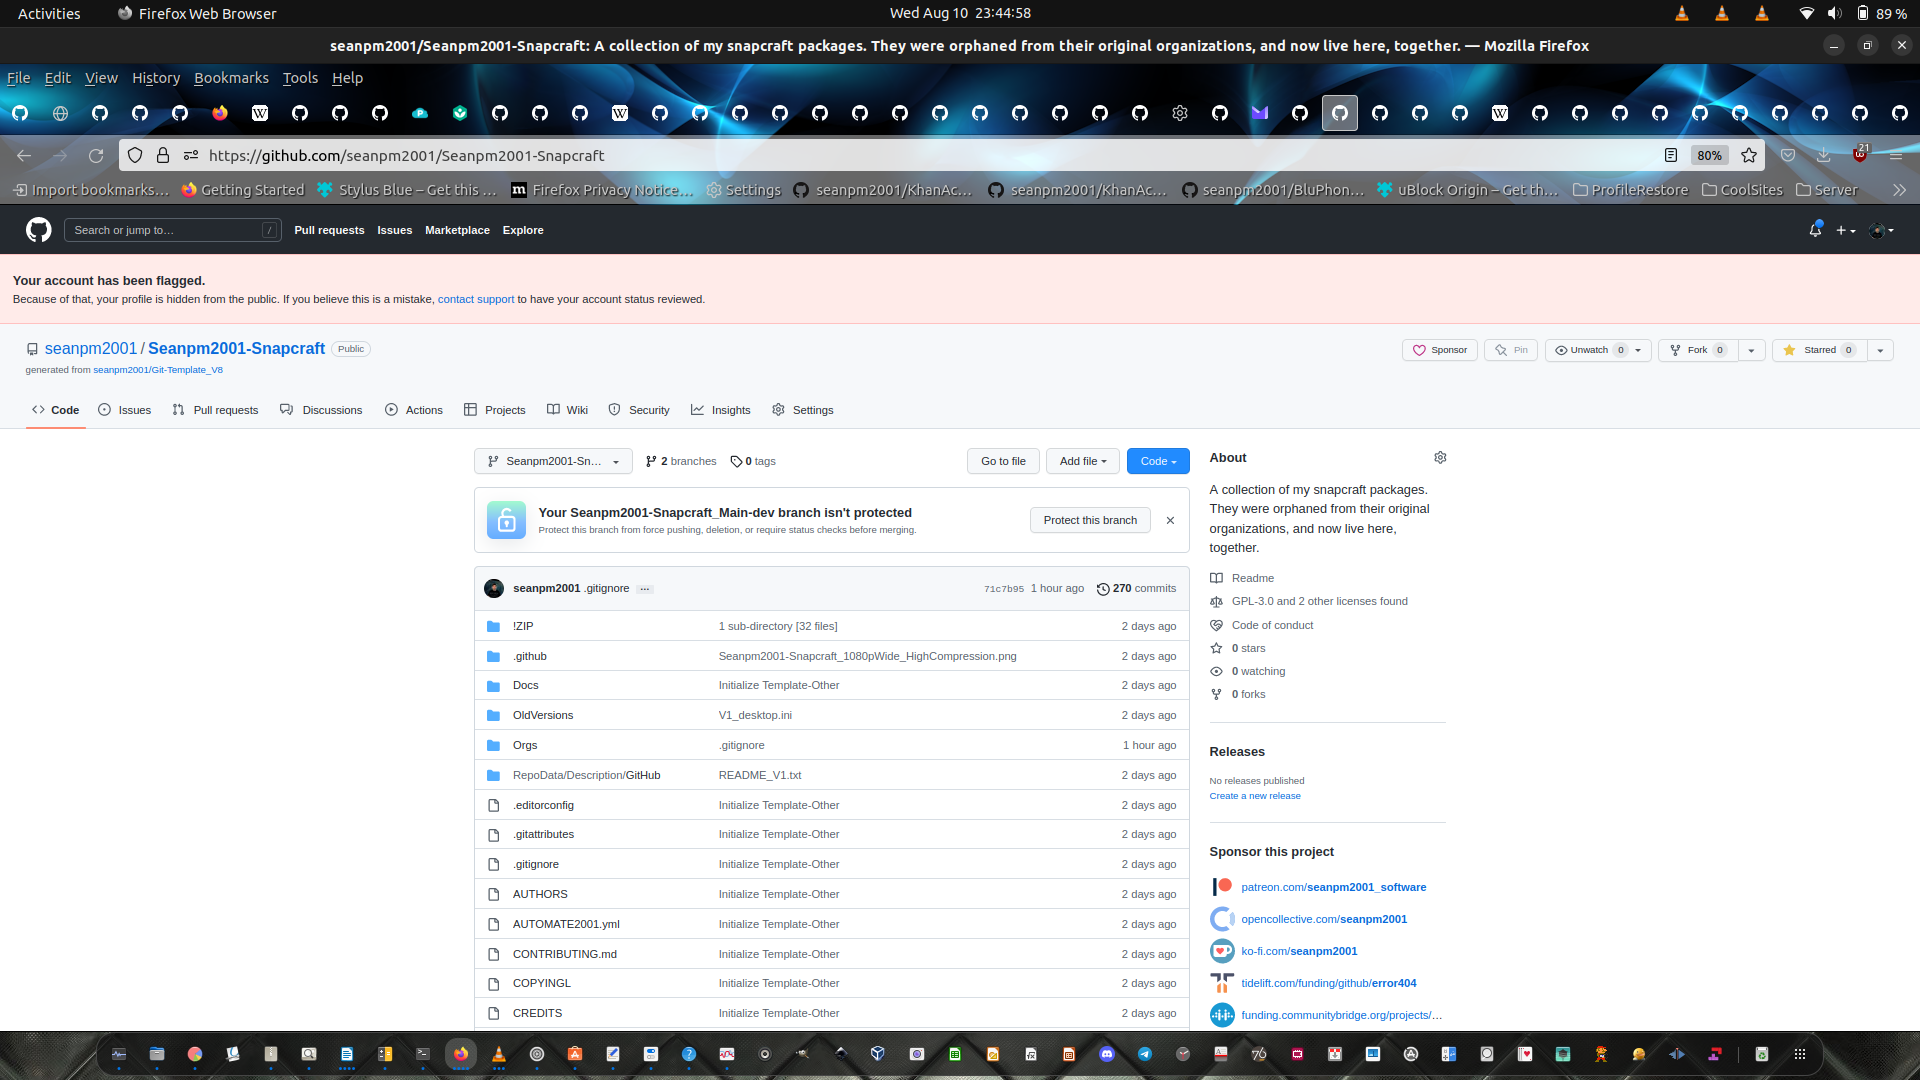 Activities
Firefox Web Browser
Wed Aug 10 23:44:58
89 %
seanpm2001/Seanpm2001-Snapcraft: A collection of my snapcraft packages. They were orphaned from their original organizations, and now live here, together. — Mozilla Firefox
File Edit View History Bookmarks Tools Help
https://github.com/seanpm2001/Seanpm2001-Snapcraft
80%
21
Import bookmarks…
Getting Started
Stylus Blue – Get this …
Firefox Privacy Notice…
Settings
seanpm2001/KhanAc…
seanpm2001/KhanAc…
seanpm2001/BluPhon…
uBlock Origin – Get th…
ProfileRestore
CoolSites
Server
Search or jump to…
/
Pull requests Issues Marketplace Explore
Your account has been flagged.
Because of that, your profile is hidden from the public. If you believe this is a mistake, contact support to have your account status reviewed.
seanpm2001 / Seanpm2001-Snapcraft Public
generated from seanpm2001/Git-Template_V8
Sponsor
Pin
Unwatch 0
Fork 0
Starred 0
Code Issues Pull requests Discussions Actions Projects Wiki Security Insights Settings
Seanpm2001-Sn…
2 branches
0 tags
Go to file
Add file
Code
Your Seanpm2001-Snapcraft_Main-dev branch isn't protected
Protect this branch from force pushing, deletion, or require status checks before merging.
Protect this branch
seanpm2001 .gitignore …
71c7b95 1 hour ago
270 commits
!ZIP 1 sub-directory [32 files] 2 days ago
.github Seanpm2001-Snapcraft_1080pWide_HighCompression.png 2 days ago
Docs Initialize Template-Other 2 days ago
OldVersions V1_desktop.ini 2 days ago
Orgs .gitignore 1 hour ago
RepoData/Description/GitHub README_V1.txt 2 days ago
.editorconfig Initialize Template-Other 2 days ago
.gitattributes Initialize Template-Other 2 days ago
.gitignore Initialize Template-Other 2 days ago
AUTHORS Initialize Template-Other 2 days ago
AUTOMATE2001.yml Initialize Template-Other 2 days ago
CONTRIBUTING.md Initialize Template-Other 2 days ago
COPYINGL Initialize Template-Other 2 days ago
CREDITS Initialize Template-Other 2 days ago
About
A collection of my snapcraft packages.
They were orphaned from their original
organizations, and now live here,
together.
Readme
GPL-3.0 and 2 other licenses found
Code of conduct
0 stars
0 watching
0 forks
Releases
No releases published
Create a new release
Sponsor this project
patreon.com/seanpm2001_software
opencollective.com/seanpm2001
ko-fi.com/seanpm2001
tidelift.com/funding/github/error404
funding.communitybridge.org/projects/…